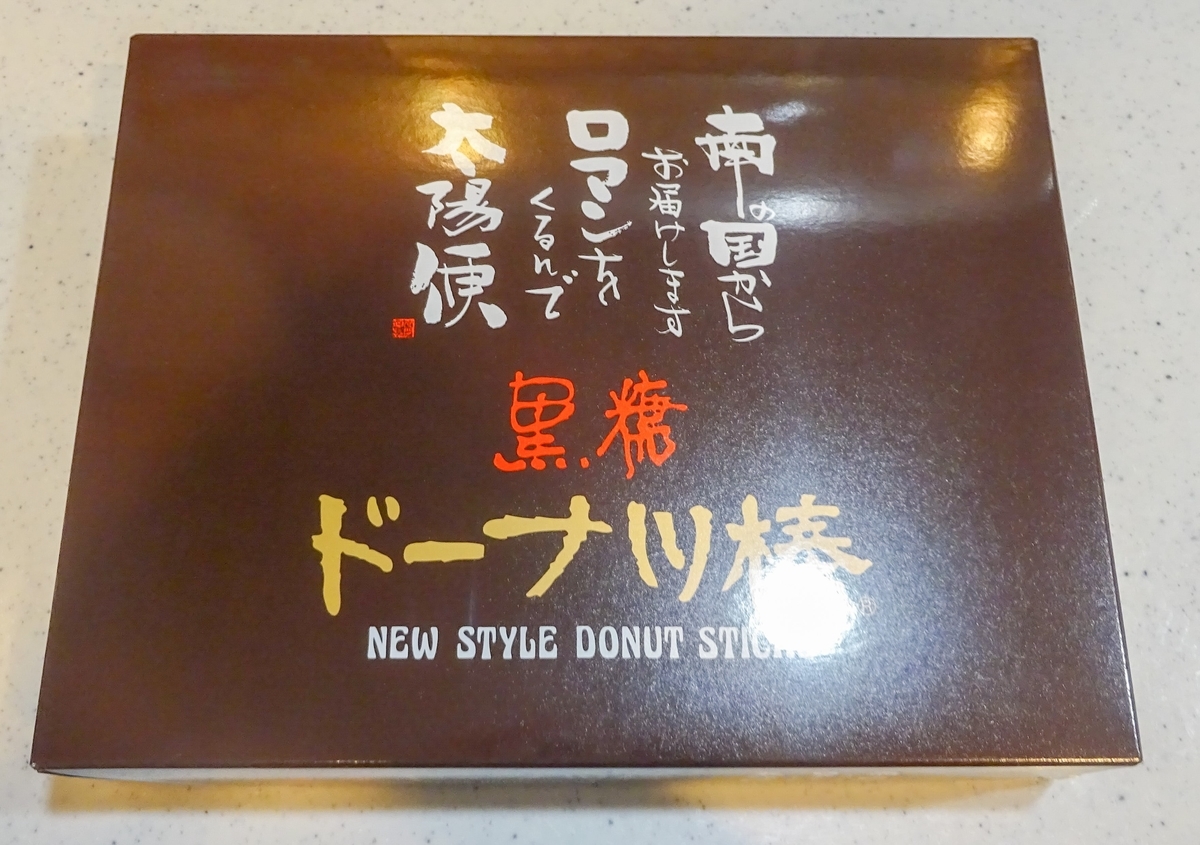 南の国から
お届けします
ロマンを
くるんで
太陽便
黒糖
ドーナツ棒
®
NEW STYLE DONUT